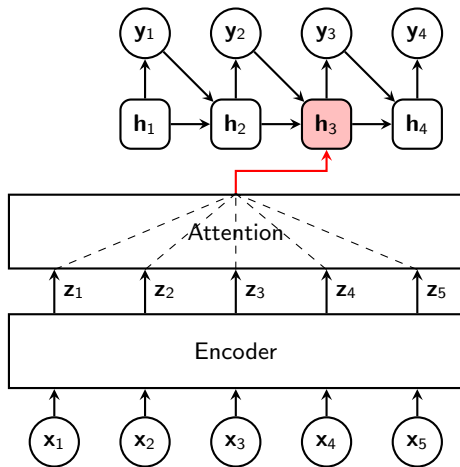 y1 y2 y3 y4
h1 h2 h3 h4
Attention
z1 z2 z3 z4 z5
Encoder
x1 x2 x3 x4 x5